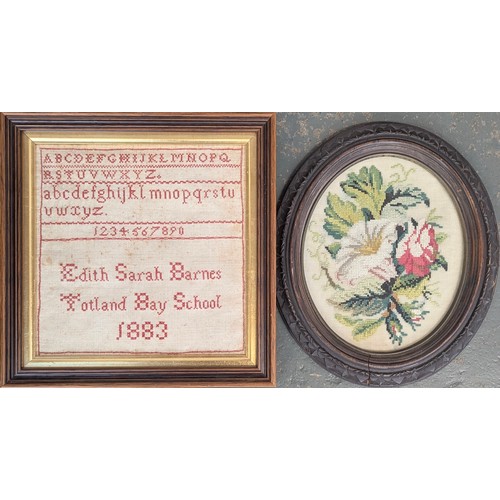 ABCDEFGHIJKLMNOPQ
RSTUVWXYZ.
abcdefghijkl mnopqrstu
vwxyz.
1234567890
Edith Sarah Barnes
Totland Bay School
1883